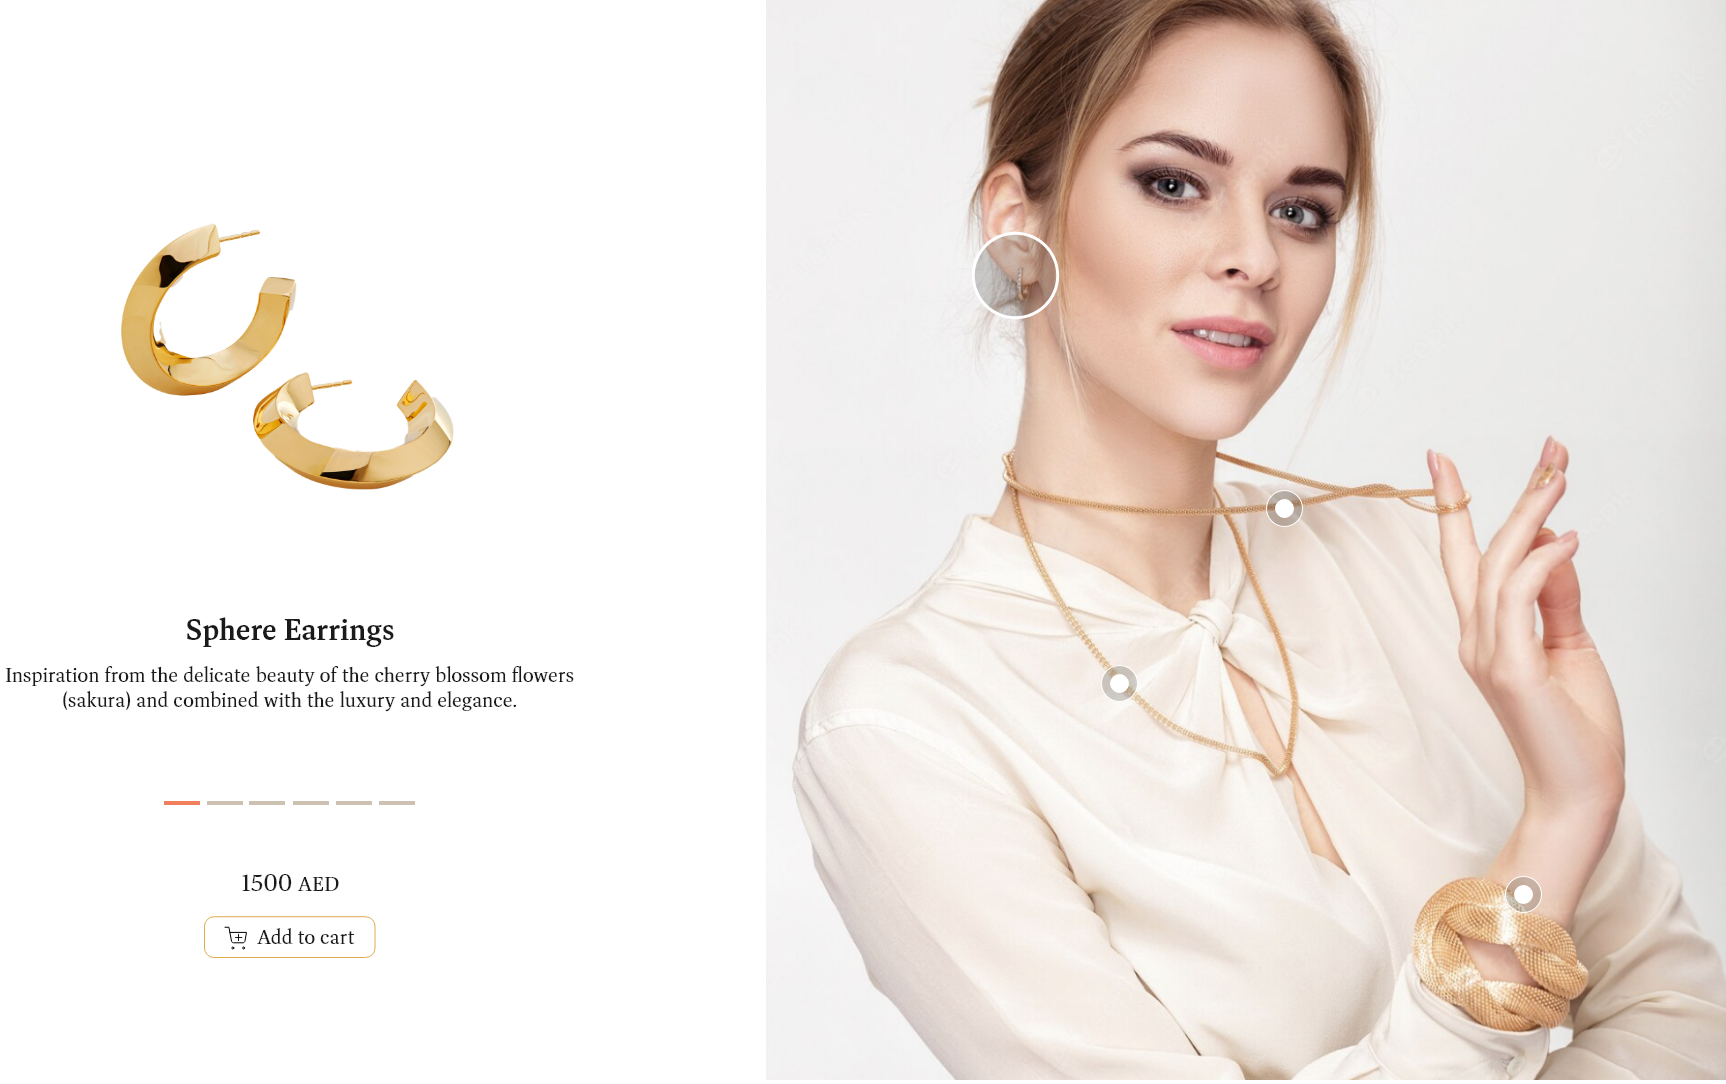 Sphere Earrings
Inspiration from the delicate beauty of the cherry blossom flowers
(sakura) and combined with the luxury and elegance.
1500 AED
Add to cart